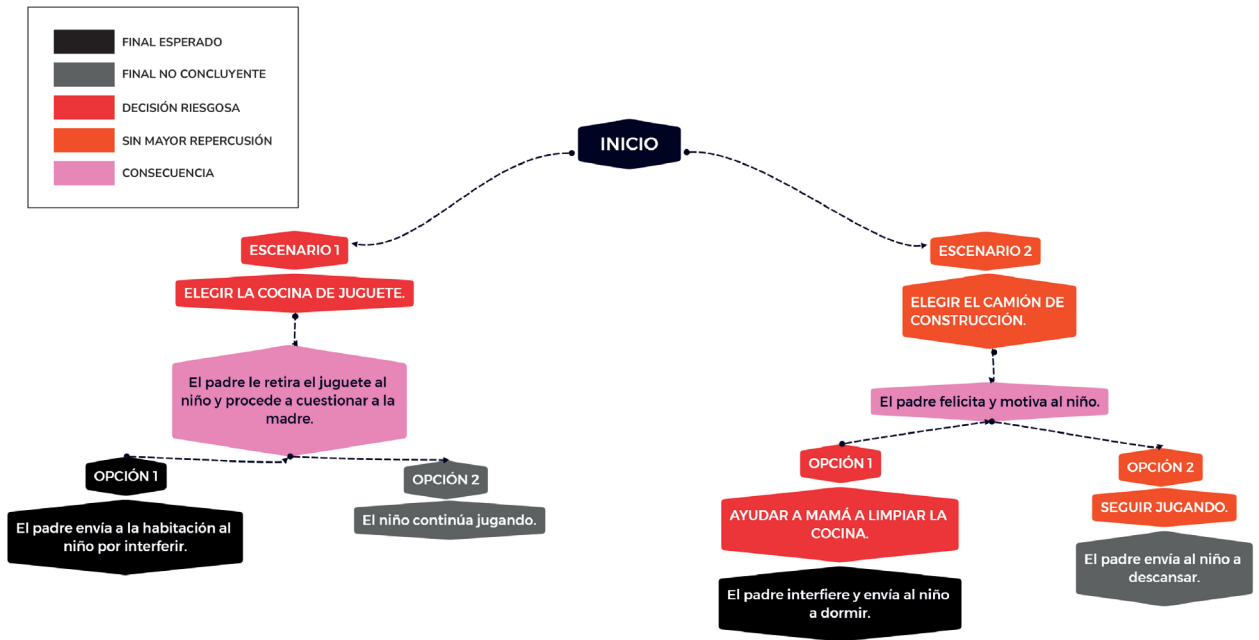 FINAL ESPERADO
FINAL NO CONCLUYENTE
DECISIÓN RIESGOSA
SIN MAYOR REPERCUSIÓN
CONSECUENCIA
INICIO
ESCENARIO 1
ELEGIR LA COCINA DE JUGUETE.
El padre le retira el juguete al
niño y procede a cuestionar a la
madre.
OPCIÓN 1
El padre envía a la habitación al
niño por interferir.
OPCIÓN 2
El niño continúa jugando.
ESCENARIO 2
ELEGIR EL CAMIÓN DE
CONSTRUCCIÓN.
El padre felicita y motiva al niño.
OPCIÓN 1
AYUDAR A MAMÁ A LIMPIAR LA
COCINA.
El padre interfiere y envía al niño
a dormir.
OPCIÓN 2
SEGUIR JUGANDO.
El padre envía al niño a
descansar.